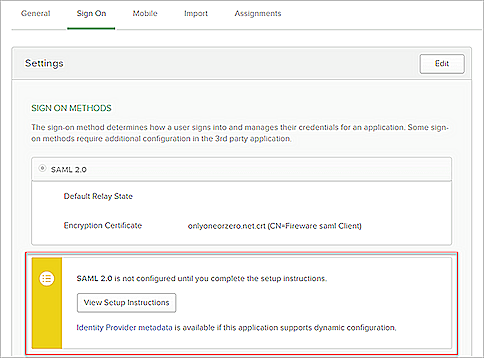 General Sign On Mobile Import Assignments
Settings Edit
SIGN ON METHODS
The sign-on method determines how a user signs into and manages their credentials for an application. Some sign-
on methods require additional configuration in the 3rd party application.
SAML 2.0
Default Relay State
Encryption Certificate onlyoneorzero.net.crt (CN=Fireware saml Client)
SAML 2.0 is not configured until you complete the setup instructions.
View Setup Instructions
Identity Provider metadata is available if this application supports dynamic configuration.